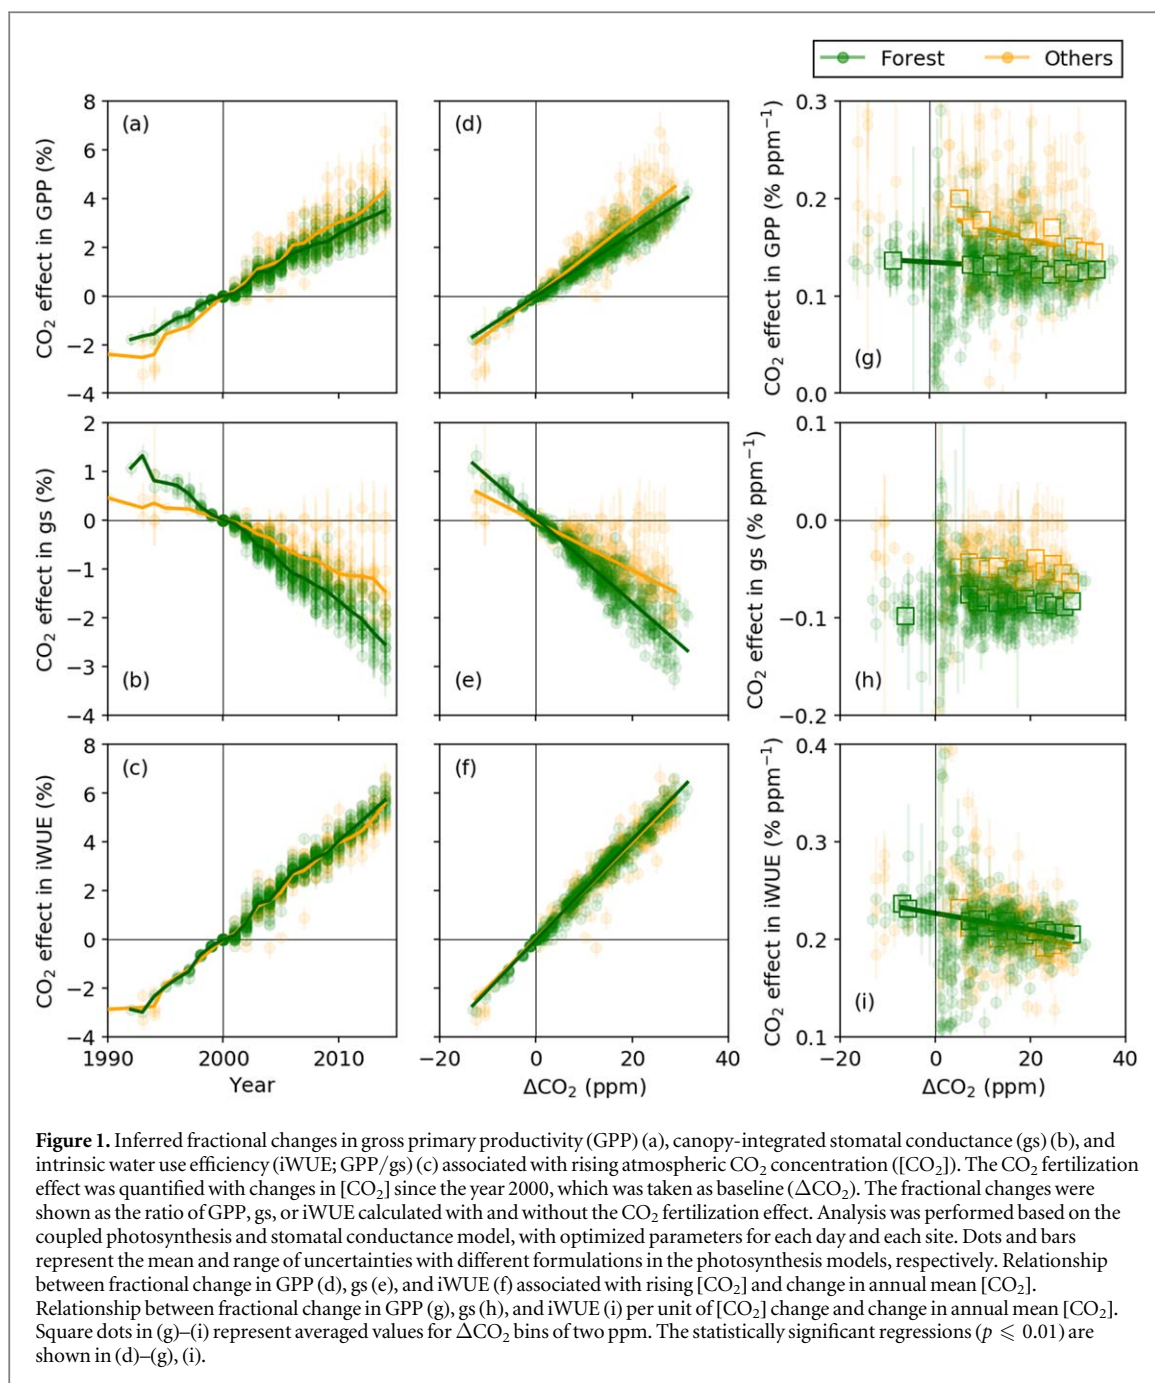 Forest Others
8
6
4
2
0
−2
−4
CO2 effect in GPP (%)
(a)
(d)
0.3
0.2
0.1
0.0
CO2 effect in GPP (% ppm−1)
(g)
2
1
0
−1
−2
−3
−4
CO2 effect in gs (%)
(b)
(e)
0.1
0.0
−0.1
−0.2
CO2 effect in gs (% ppm−1)
(h)
8
6
4
2
0
−2
−4
CO2 effect in iWUE (%)
(c)
(f)
0.4
0.3
0.2
0.1
CO2 effect in iWUE (% ppm−1)
(i)
1990 2000 2010
Year
−20 0 20 40
ΔCO2 (ppm)
−20 0 20 40
ΔCO2 (ppm)
Figure 1. Inferred fractional changes in gross primary productivity (GPP) (a), canopy-integrated stomatal conductance (gs) (b), and
intrinsic water use efficiency (iWUE; GPP/gs) (c) associated with rising atmospheric CO2 concentration ([CO2]). The CO2 fertilization
effect was quantified with changes in [CO2] since the year 2000, which was taken as baseline (ΔCO2). The fractional changes were
shown as the ratio of GPP, gs, or iWUE calculated with and without the CO2 fertilization effect. Analysis was performed based on the
coupled photosynthesis and stomatal conductance model, with optimized parameters for each day and each site. Dots and bars
represent the mean and range of uncertainties with different formulations in the photosynthesis models, respectively. Relationship
between fractional change in GPP (d), gs (e), and iWUE (f) associated with rising [CO2] and change in annual mean [CO2].
Relationship between fractional change in GPP (g), gs (h), and iWUE (i) per unit of [CO2] change and change in annual mean [CO2].
Square dots in (g)–(i) represent averaged values for ΔCO2 bins of two ppm. The statistically significant regressions (p ⩽ 0.01) are
shown in (d)–(g), (i).